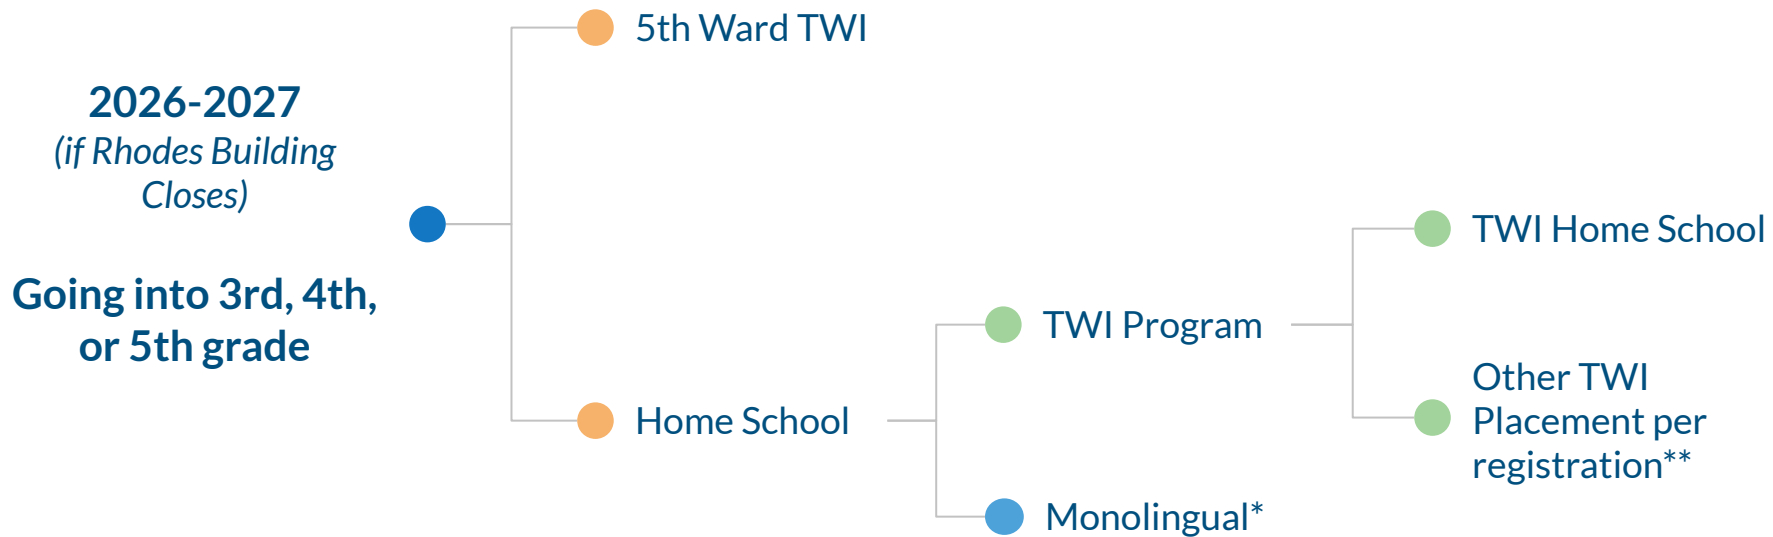 2026-2027
(if Rhodes Building
Closes)
Going into 3rd, 4th,
or 5th grade
5th Ward TWI
Home School
TWI Program
Monolingual*
TWI Home School
Other TWI
Placement per
registration**